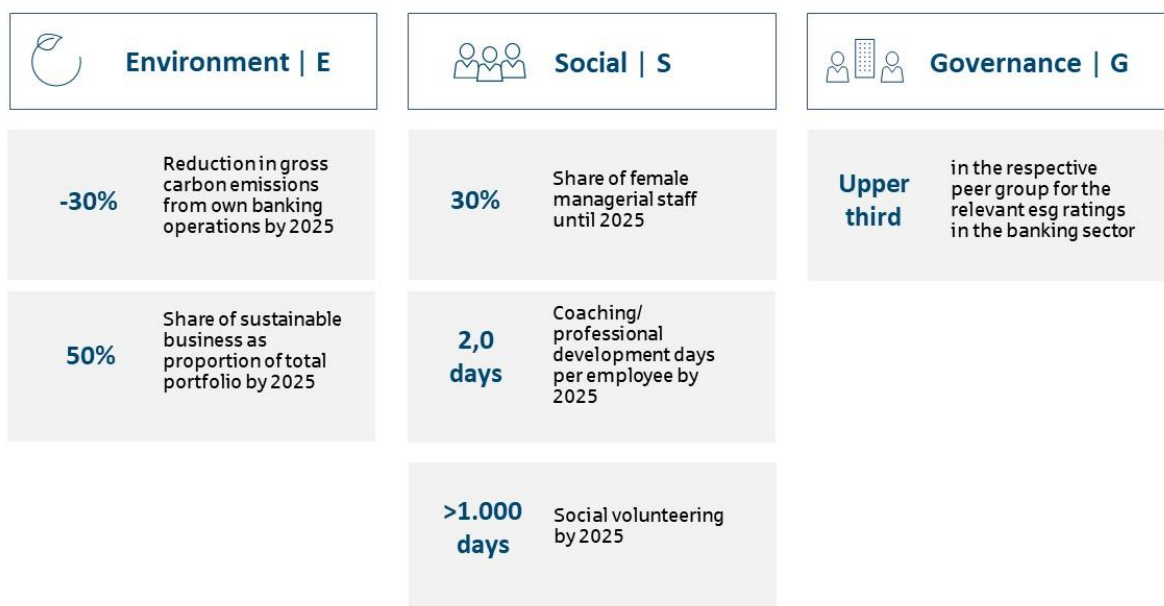 Environment | E
-30%
Reduction in gross
carbon emissions
from own banking
operations by 2025
50%
Share of sustainable
business as
proportion of total
portfolio by 2025
Social | S
30%
Share of female
managerial staff
until 2025
2,0
days
Coaching/
professional
development days
per employee by
2025
>1.000
days
Social volunteering
by 2025
Governance | G
Upper
third
in the respective
peer group for the
relevant esg ratings
in the banking sector